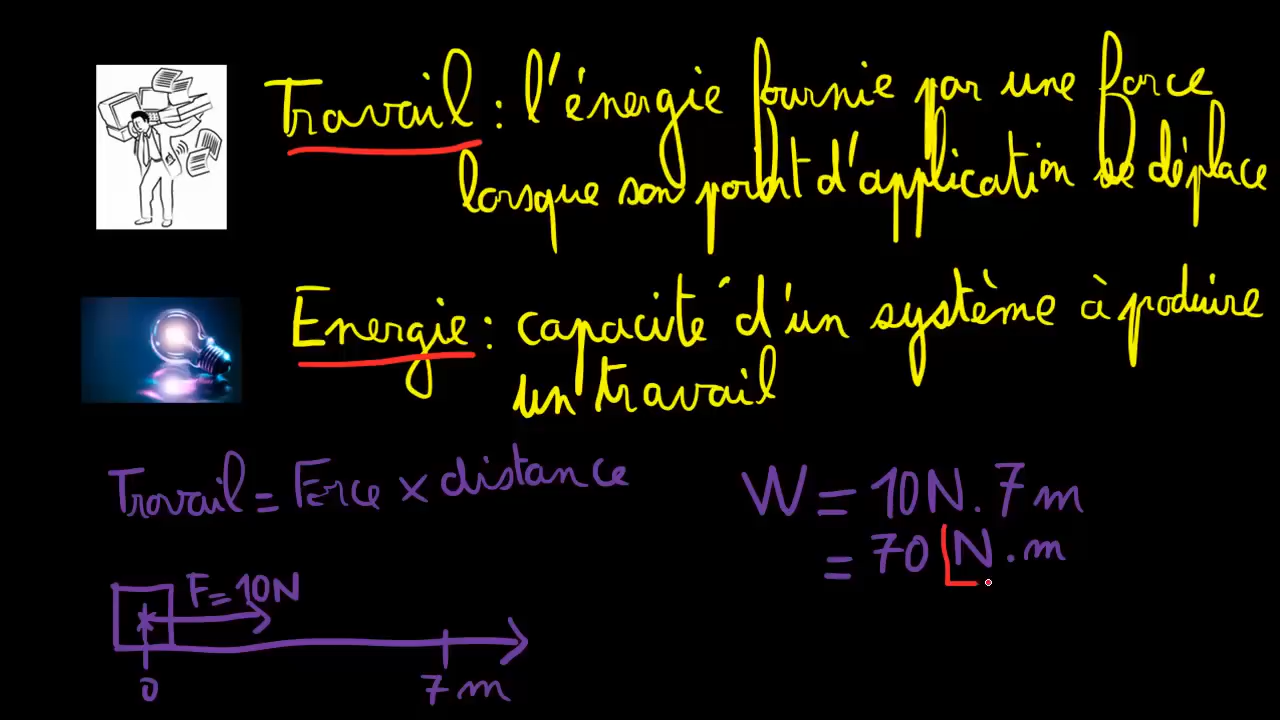 Travail : l'énergie fournie par une force
lorsque son point d'application se déplace
Energie : capacité d'un système à produire
un travail
Travail = Force × distance
W = 10N . 7m
= 70 N . m
F = 10N
0
7 m